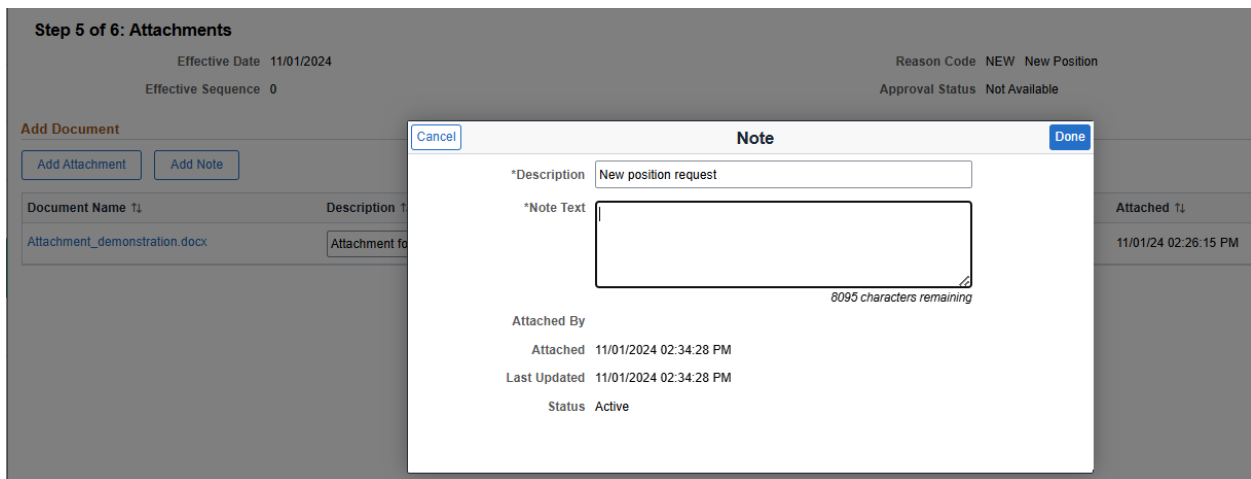 Step 5 of 6: Attachments
Effective Date 11/01/2024 Reason Code NEW New Position
Effective Sequence 0 Approval Status Not Available
Add Document
Add Attachment Add Note
Document Name Description Attached
Attachment_demonstration.docx Attachment fo 11/01/24 02:26:15 PM
Cancel Note Done
*Description New position request
*Note Text
8095 characters remaining
Attached By
Attached 11/01/2024 02:34:28 PM
Last Updated 11/01/2024 02:34:28 PM
Status Active